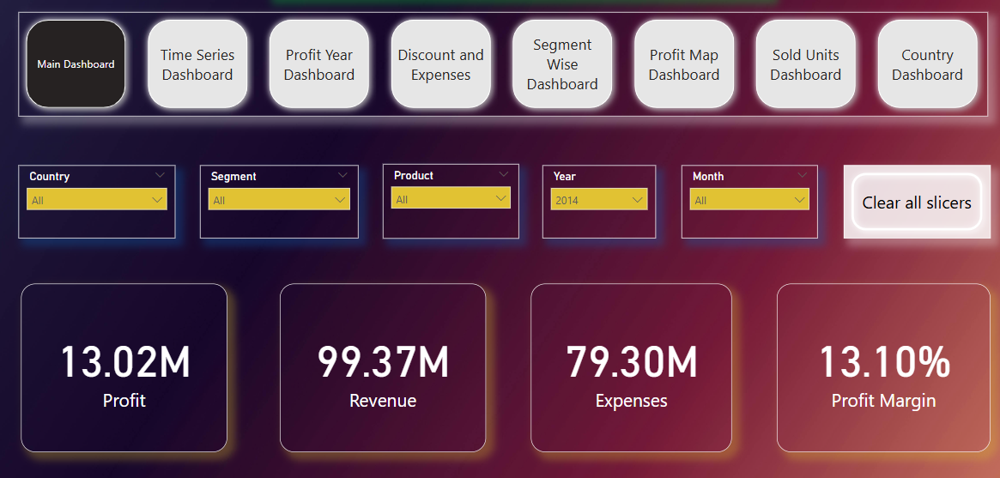 Main Dashboard
Time Series
Dashboard
Profit Year
Dashboard
Discount and
Expenses
Segment
Wise
Dashboard
Profit Map
Dashboard
Sold Units
Dashboard
Country
Dashboard
Country
All
Segment
All
Product
All
Year
2014
Month
All
Clear all slicers
13.02M
Profit
99.37M
Revenue
79.30M
Expenses
13.10%
Profit Margin